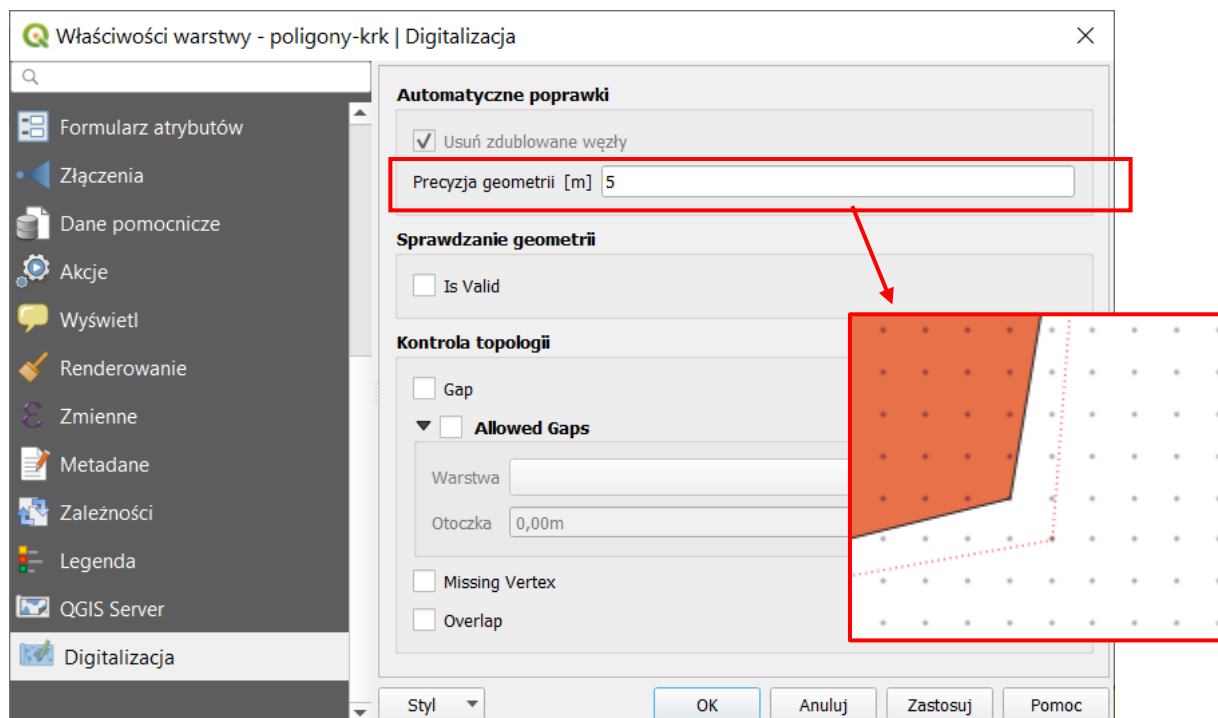 Właściwości warstwy - poligony-krk | Digitalizacja
Formularz atrybutów
Złączenia
Dane pomocnicze
Akcje
Wyświetl
Renderowanie
Zmienne
Metadane
Zależności
Legenda
QGIS Server
Digitalizacja
Automatyczne poprawki
Usuń zdublowane węzły
Precyzja geometrii [m] 5
Sprawdzanie geometrii
Is Valid
Kontrola topologii
Gap
Allowed Gaps
Warstwa
Otoczka 0,00m
Missing Vertex
Overlap
Styl OK Anuluj Zastosuj Pomoc